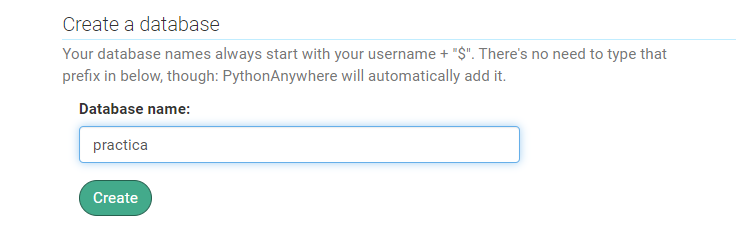 Create a database
Your database names always start with your username + "$". There's no need to type that
prefix in below, though: PythonAnywhere will automatically add it.
Database name:
practica
Create